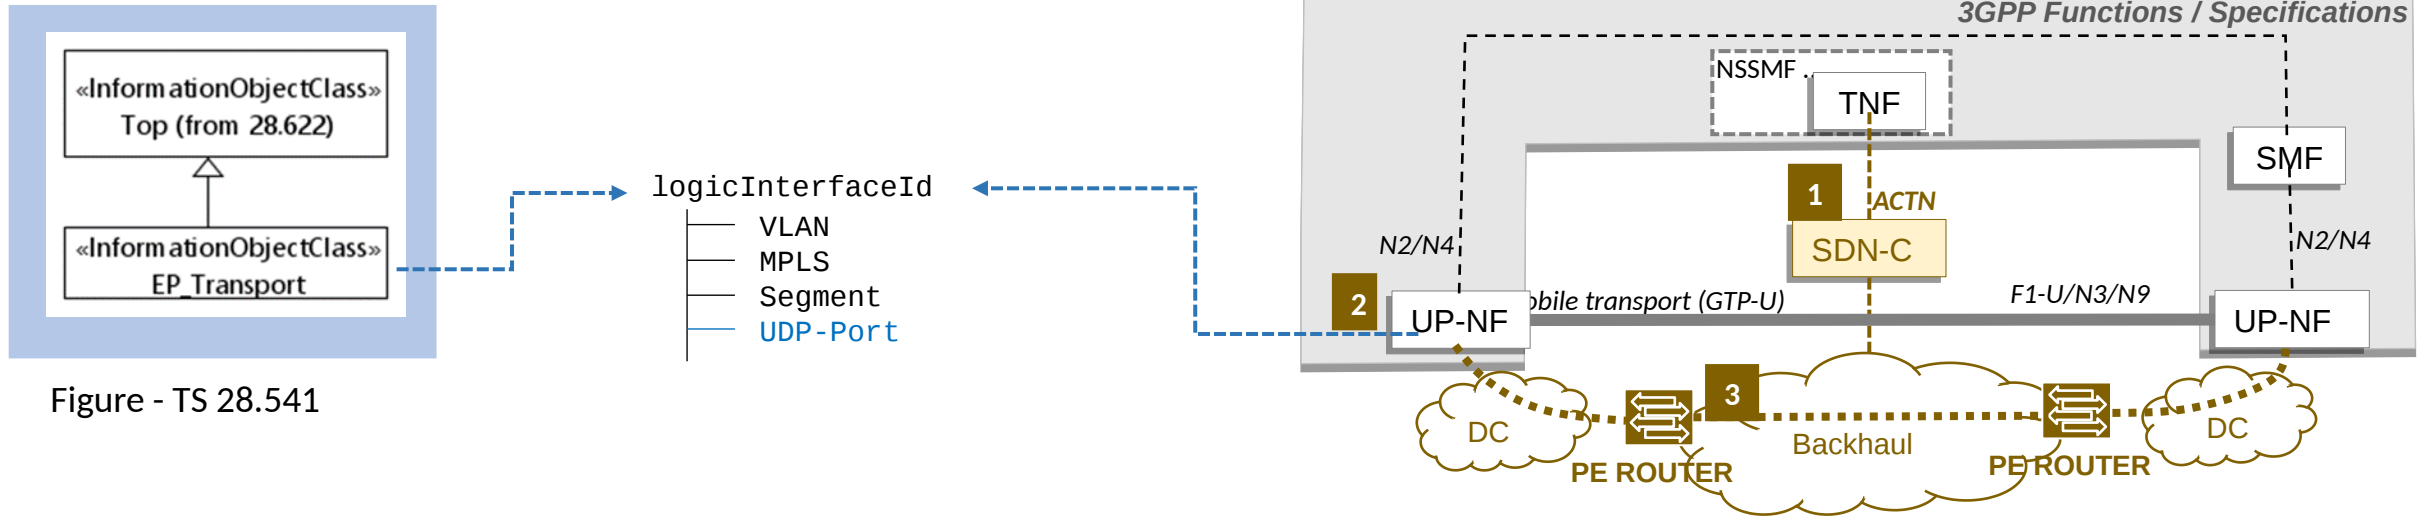 «InformationObjectClass»
Top (from 28.622)
«InformationObjectClass»
EP_Transport
Figure - TS 28.541
logicInterfaceId
VLAN
MPLS
Segment
UDP-Port
3GPP Functions / Specifications
NSSMF ..
TNF
SMF
1
ACTN
SDN-C
N2/N4
N2/N4
2
UP-NF
obile transport (GTP-U)
F1-U/N3/N9
UP-NF
3
DC
Backhaul
DC
PE ROUTER
PE ROUTER